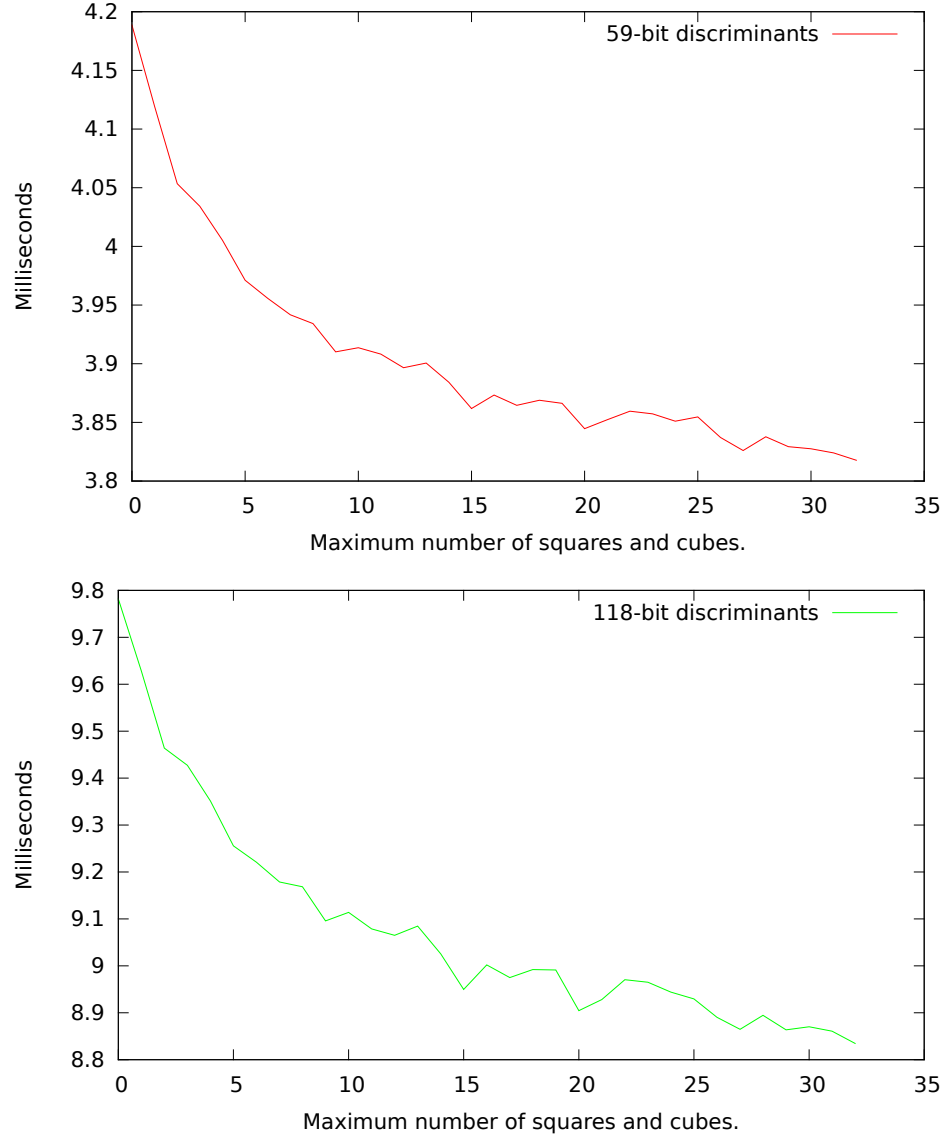 4.2
4.15
4.1
4.05
4
3.95
3.9
3.85
3.8
Milliseconds
59-bit discriminants
0 5 10 15 20 25 30 35
Maximum number of squares and cubes.
9.8
9.7
9.6
9.5
9.4
9.3
9.2
9.1
9
8.9
8.8
Milliseconds
118-bit discriminants
0 5 10 15 20 25 30 35
Maximum number of squares and cubes.